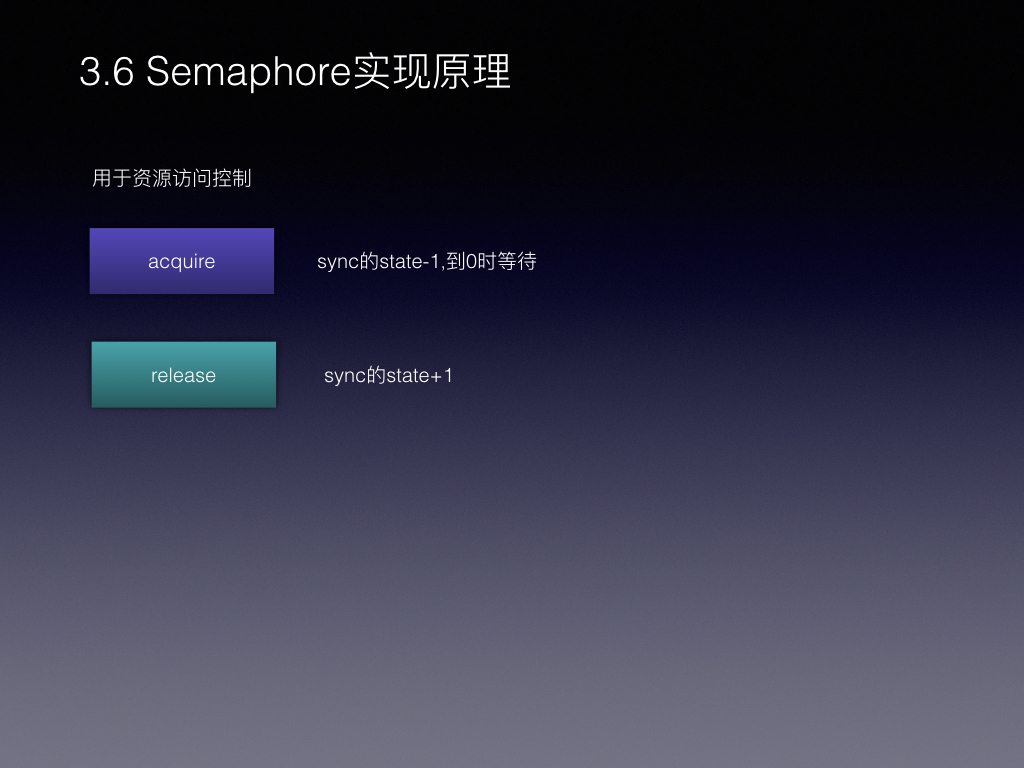 3.6 Semaphore实现原理
用于资源访问控制
acquire
sync的state-1,到0时等待
release
sync的state+1